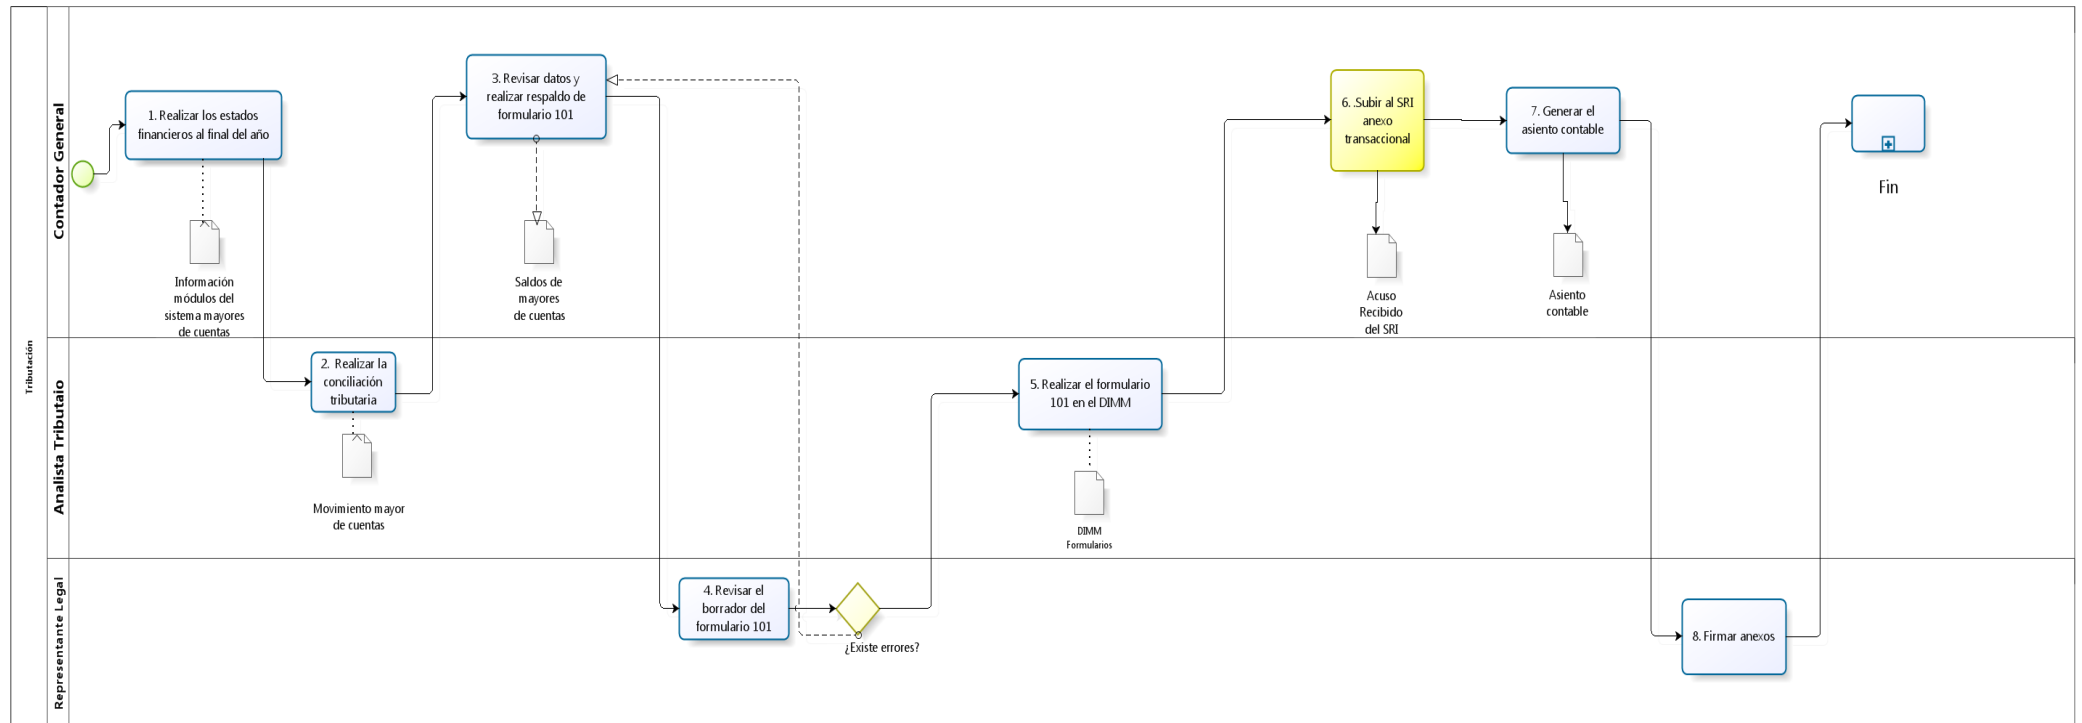 Tributación
Contador General
1. Realizar los estados
financieros al final del año
Información
módulos del
sistema mayores
de cuentas
3. Revisar datos y
realizar respaldo de
formulario 101
Saldos de
mayores
de cuentas
6. .Subir al SRI
anexo
transaccional
Acuso
Recibido
del SRI
7. Generar el
asiento contable
Asiento
contable
Fin
Analista Tributaio
2. Realizar la
conciliación
tributaria
Movimiento mayor
de cuentas
5. Realizar el formulario
101 en el DIMM
DIMM
Formularios
Representante Legal
4. Revisar el
borrador del
formulario 101
¿Existe errores?
8. Firmar anexos